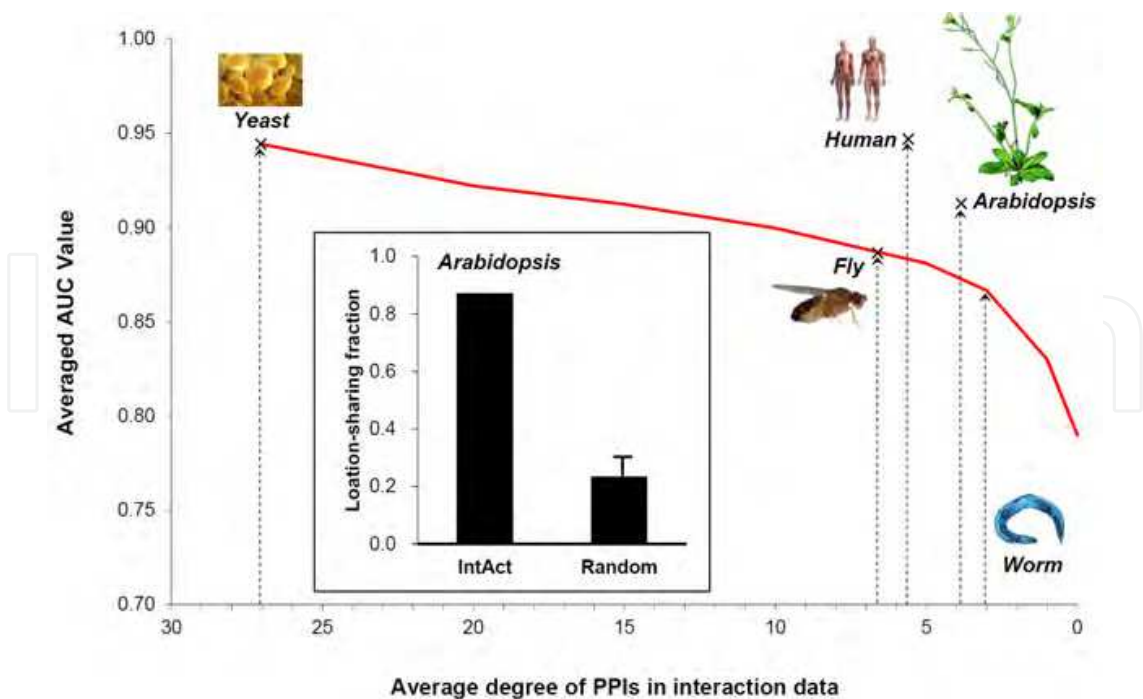 1.00
0.95
0.90
0.85
0.80
0.75
0.70
Averaged AUC Value
30
25
20
15
10
5
0
Average degree of PPIs in interaction data
Yeast
Human
Arabidopsis
Fly
Worm
Arabidopsis
1.0
0.8
0.6
0.4
0.2
0.0
Loation-sharing fraction
IntAct
Random